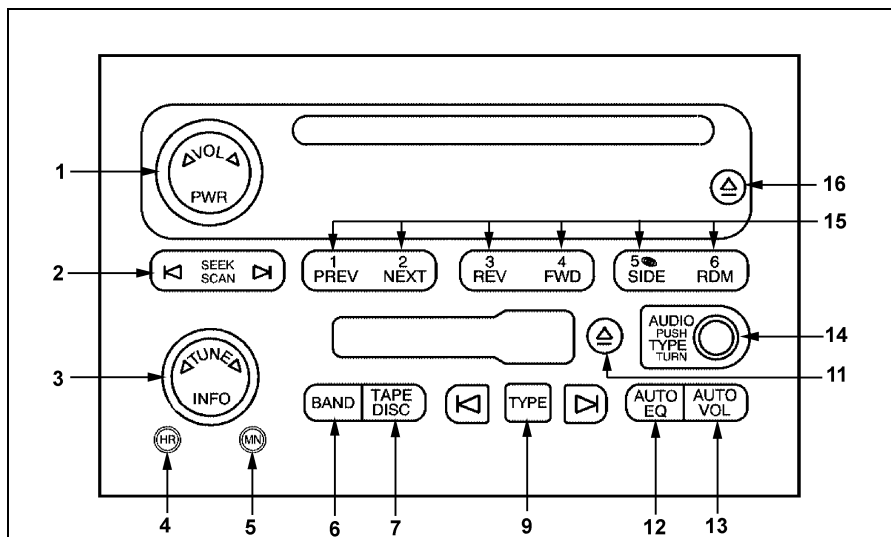 VOL
PWR
1
16
15
1 2 3 4 5 6
PREV NEXT REV FWD SIDE RDM
2
SEEK
SCAN
AUDIO
PUSH
TYPE
TURN
14
3
TUNE
INFO
11
BAND
TAPE
DISC
TYPE
AUTO
EQ
AUTO
VOL
HR MN
4 5 6 7 9 12 13